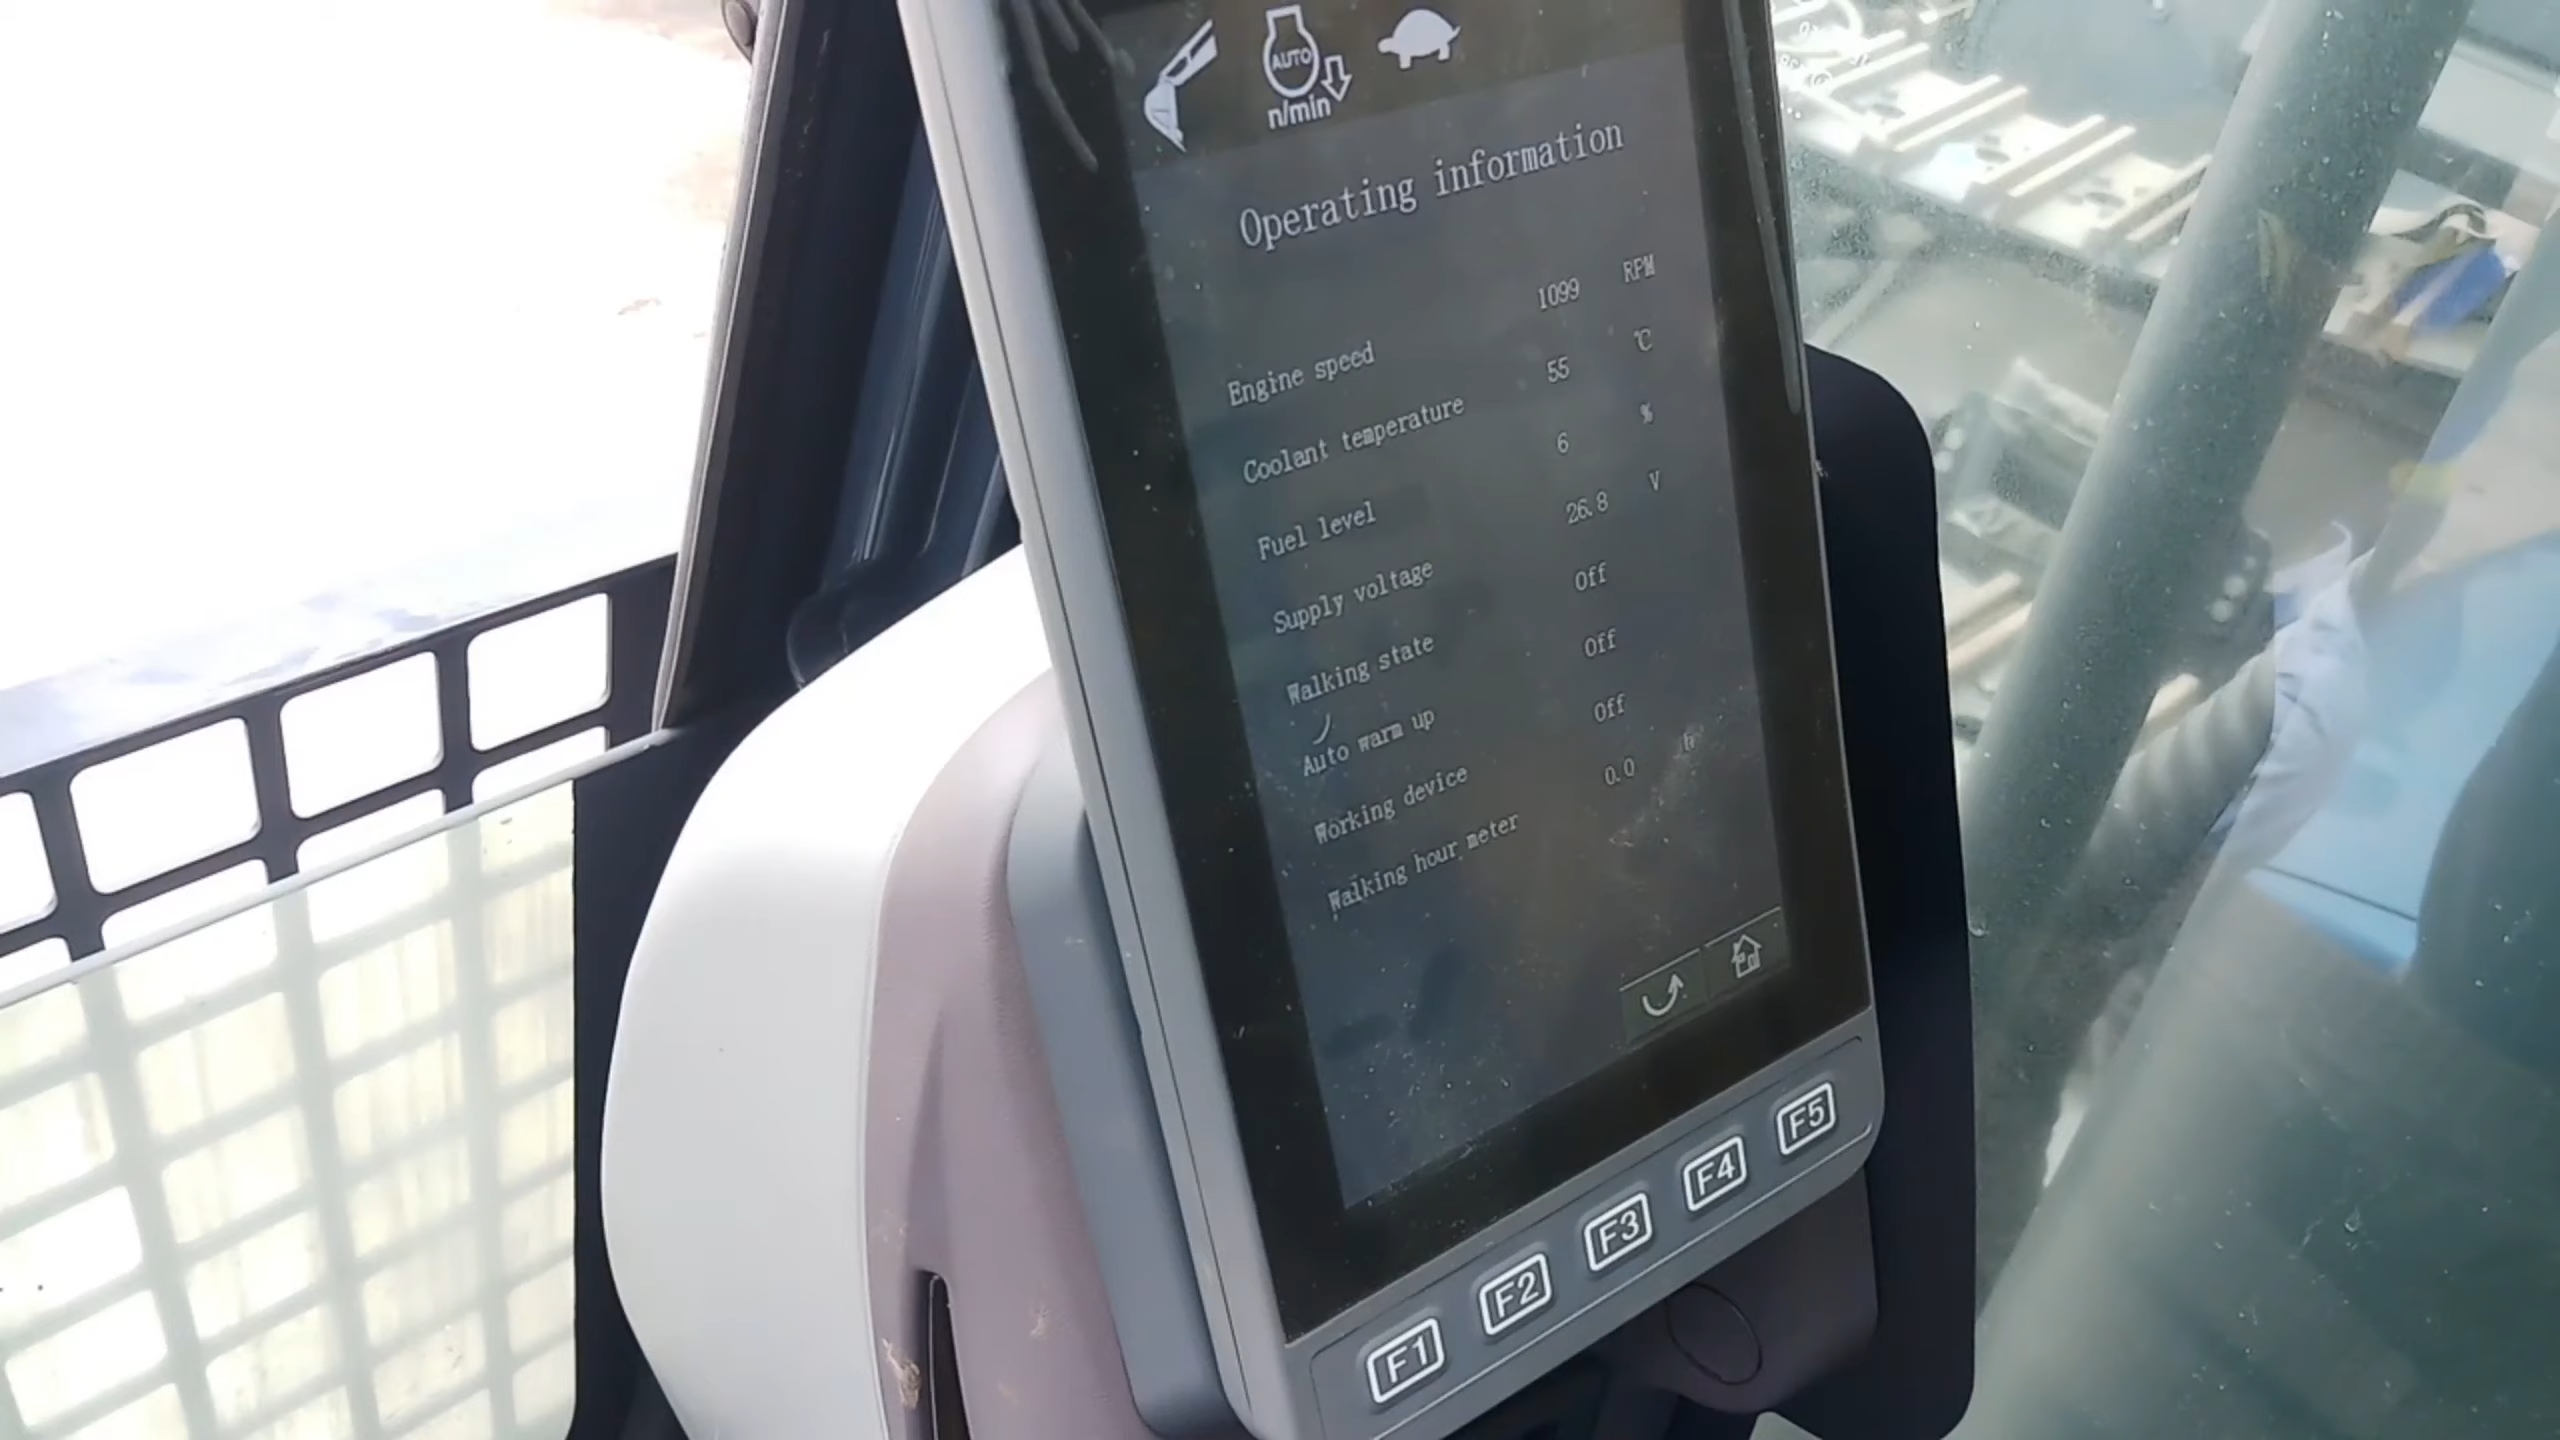 AUTO
n/min
Operating information
Engine speed 1099 RPM
Coolant temperature 55 ℃
Fuel level 6 %
Supply voltage 26.8 V
Walking state Off
Auto warm up Off
Working device Off
Walking hour meter 0.0 h
F1 F2 F3 F4 F5